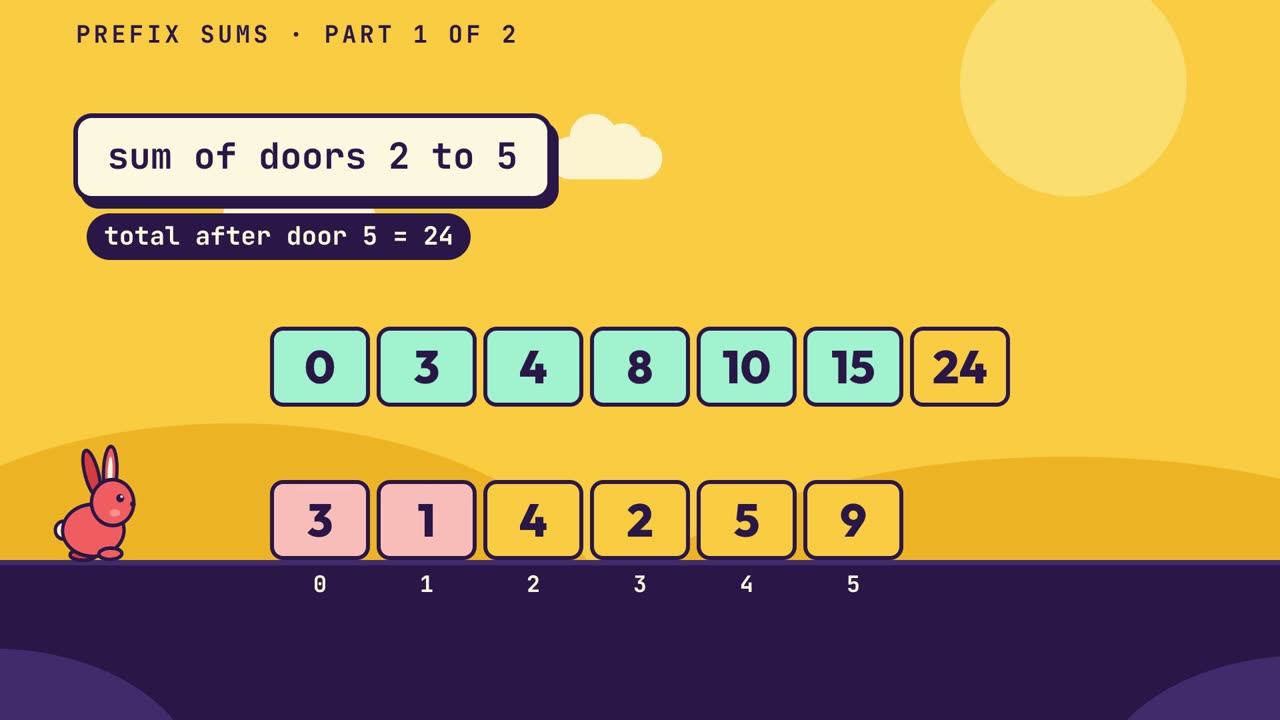 PREFIX SUMS · PART 1 OF 2
sum of doors 2 to 5
total after door 5 = 24
0 3 4 8 10 15 24
3 1 4 2 5 9
0 1 2 3 4 5